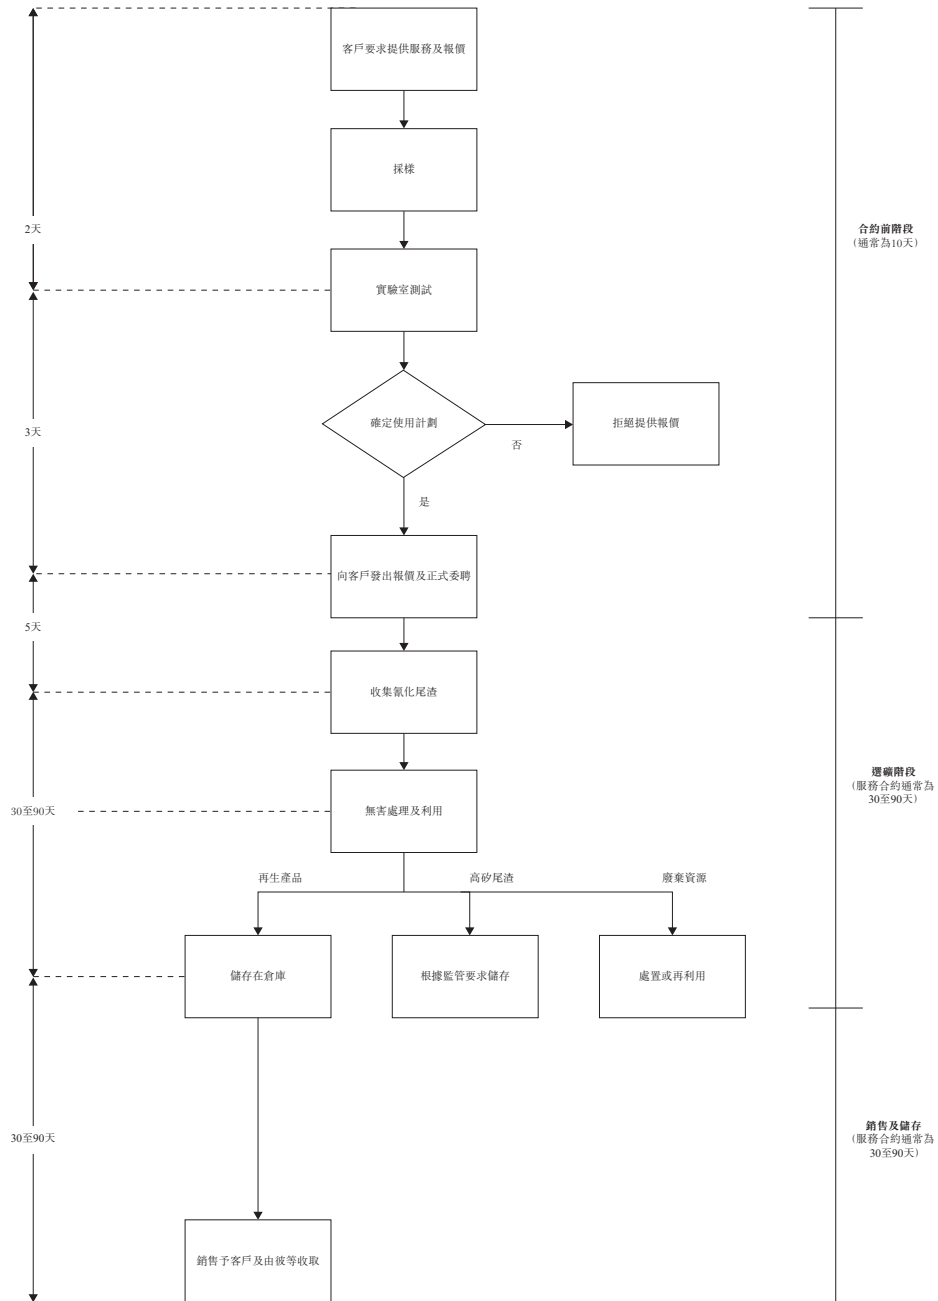 客戶要求提供服務及報價
採樣
2天
合約前階段
（通常為10天）
實驗室測試
確定使用計劃
拒絕提供報價
3天
否
是
向客戶發出報價及正式委聘
5天
收集氰化尾渣
選礦階段
（服務合約通常為
30至90天）
30至90天
無害處理及利用
再生產品
高矽尾渣
廢棄資源
儲存在倉庫
根據監管要求儲存
處置或再利用
30至90天
銷售及儲存
（服務合約通常為
30至90天）
銷售予客戶及由彼等收取